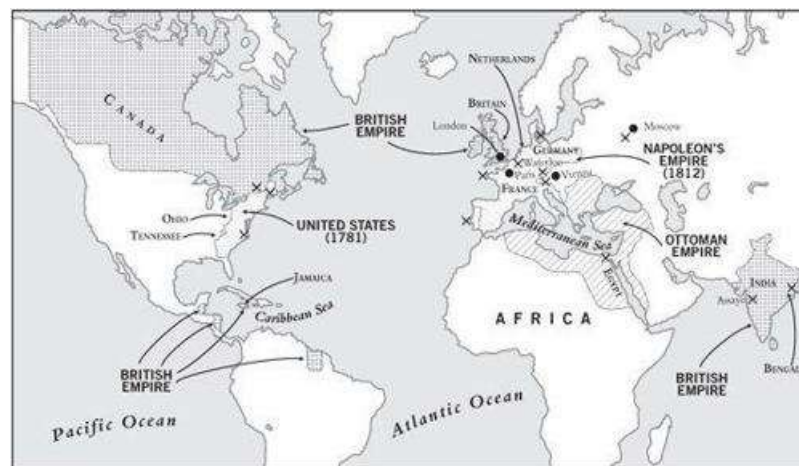 CANADA
BRITISH
EMPIRE
OHIO
TENNESSEE
UNITED STATES
(1781)
JAMAICA
Caribbean Sea
BRITISH
EMPIRE
Pacific Ocean
Atlantic Ocean
NETHERLANDS
BRITAIN
London
GERMANY
Waterloo
Paris
Vienna
FRANCE
Moscow
NAPOLEON'S
EMPIRE
(1812)
Mediterranean Sea
OTTOMAN
EMPIRE
EGYPT
AFRICA
INDIA
BRITISH
EMPIRE